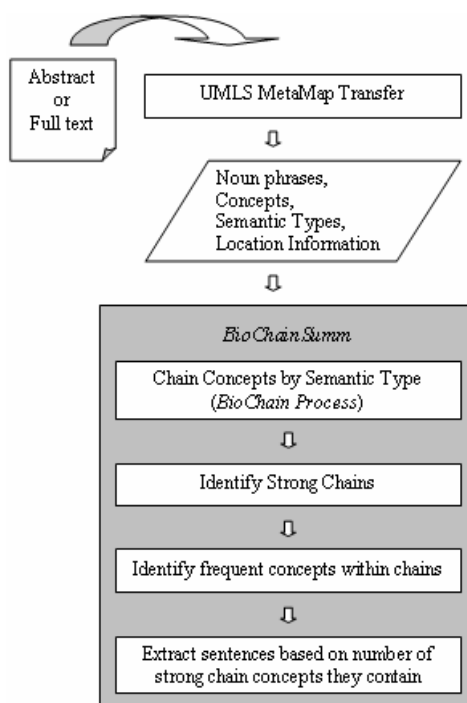 Abstract
or
Full text
UMLS MetaMap Transfer
Noun phrases,
Concepts,
Semantic Types,
Location Information
BioChainSumm
Chain Concepts by Semantic Type
(BioChain Process)
Identify Strong Chains
Identify frequent concepts within chains
Extract sentences based on number of
strong chain concepts they contain